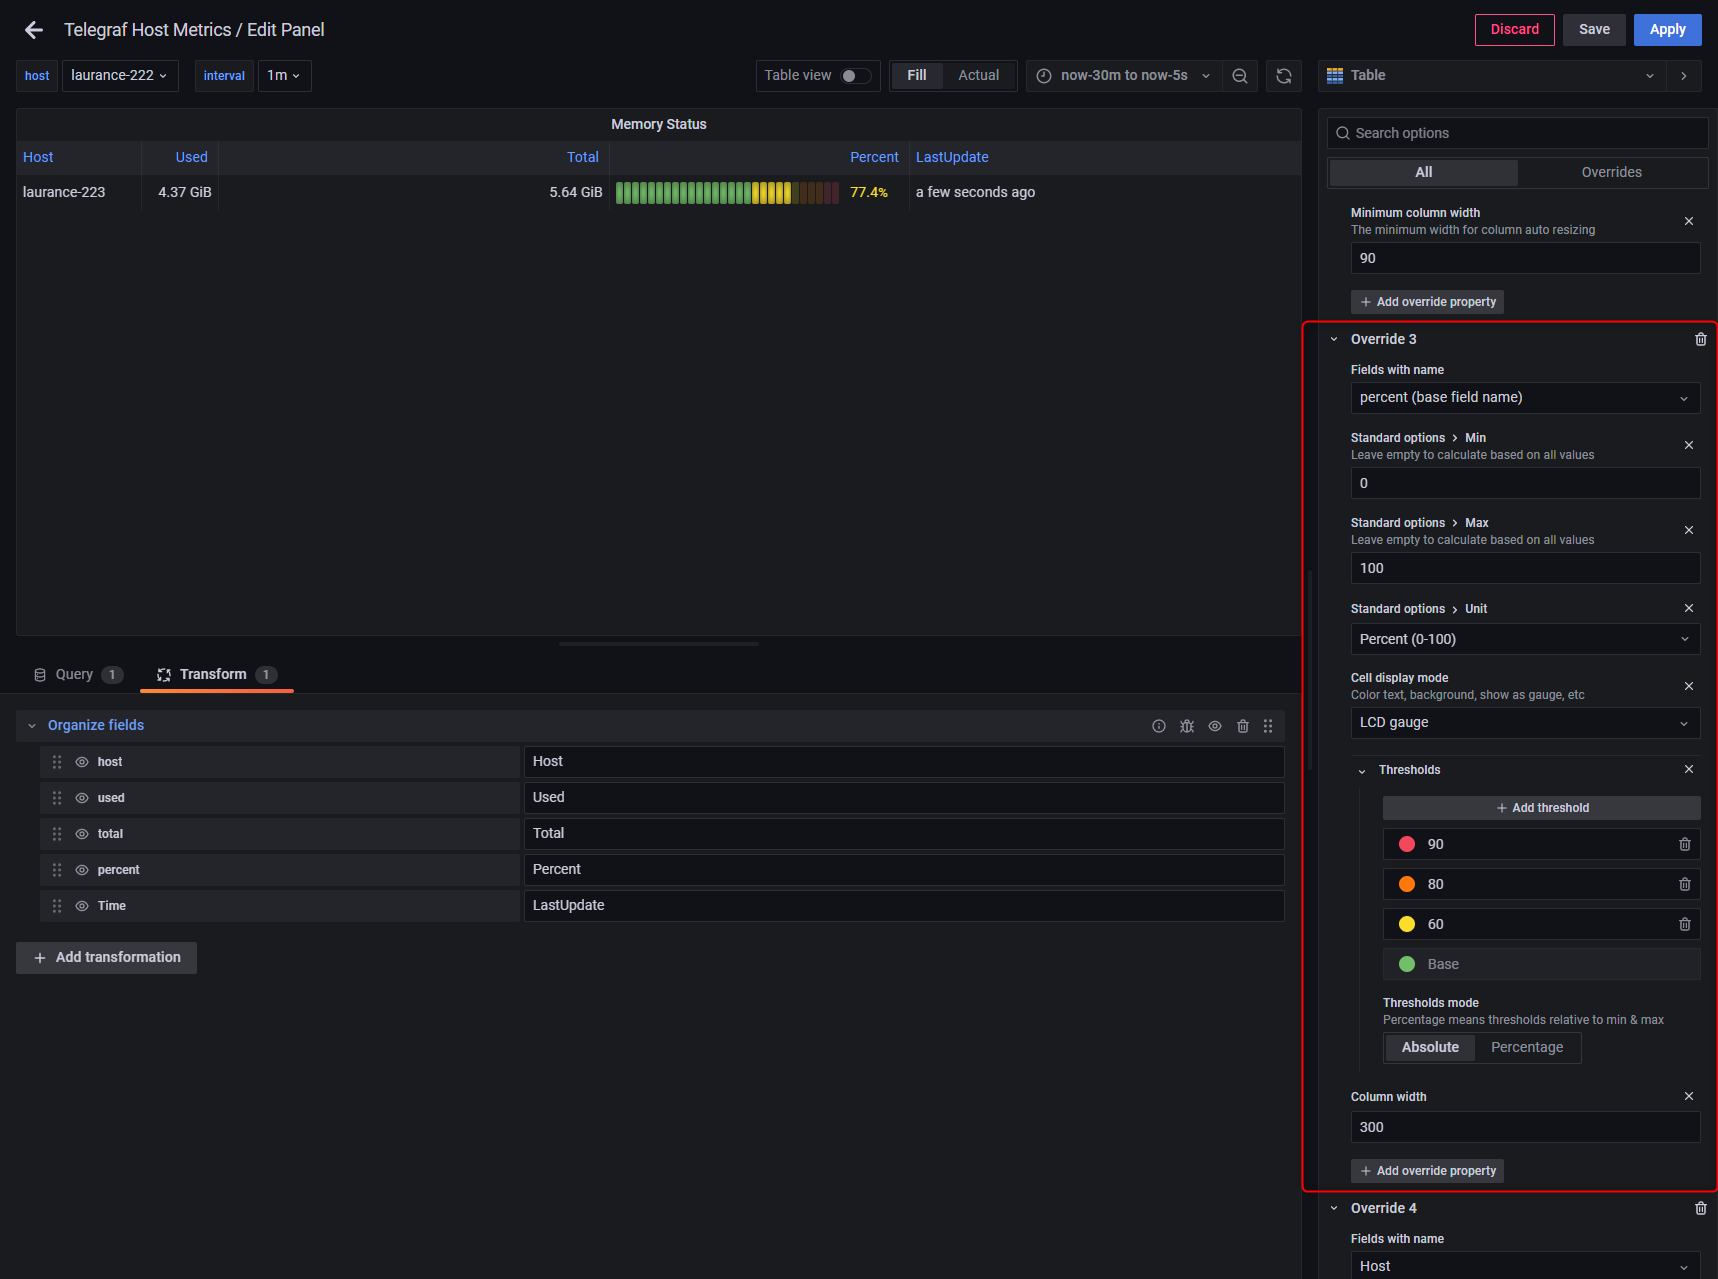 Telegraf Host Metrics / Edit Panel
Discard
Save
Apply
host
laurance-222
interval
1m
Table view
Fill
Actual
now-30m to now-5s
Table
Memory Status
Host
Used
Total
Percent
LastUpdate
laurance-223
4.37 GiB
5.64 GiB
77.4%
a few seconds ago
Query
1
Transform
1
Organize fields
host
Host
used
Used
total
Total
percent
Percent
Time
LastUpdate
Add transformation
Search options
All
Overrides
Minimum column width
The minimum width for column auto resizing
90
Add override property
Override 3
Fields with name
percent (base field name)
Standard options > Min
Leave empty to calculate based on all values
0
Standard options > Max
Leave empty to calculate based on all values
100
Standard options > Unit
Percent (0-100)
Cell display mode
Color text, background, show as gauge, etc
LCD gauge
Thresholds
Add threshold
90
80
60
Base
Thresholds mode
Percentage means thresholds relative to min & max
Absolute
Percentage
Column width
300
Add override property
Override 4
Fields with name
Host